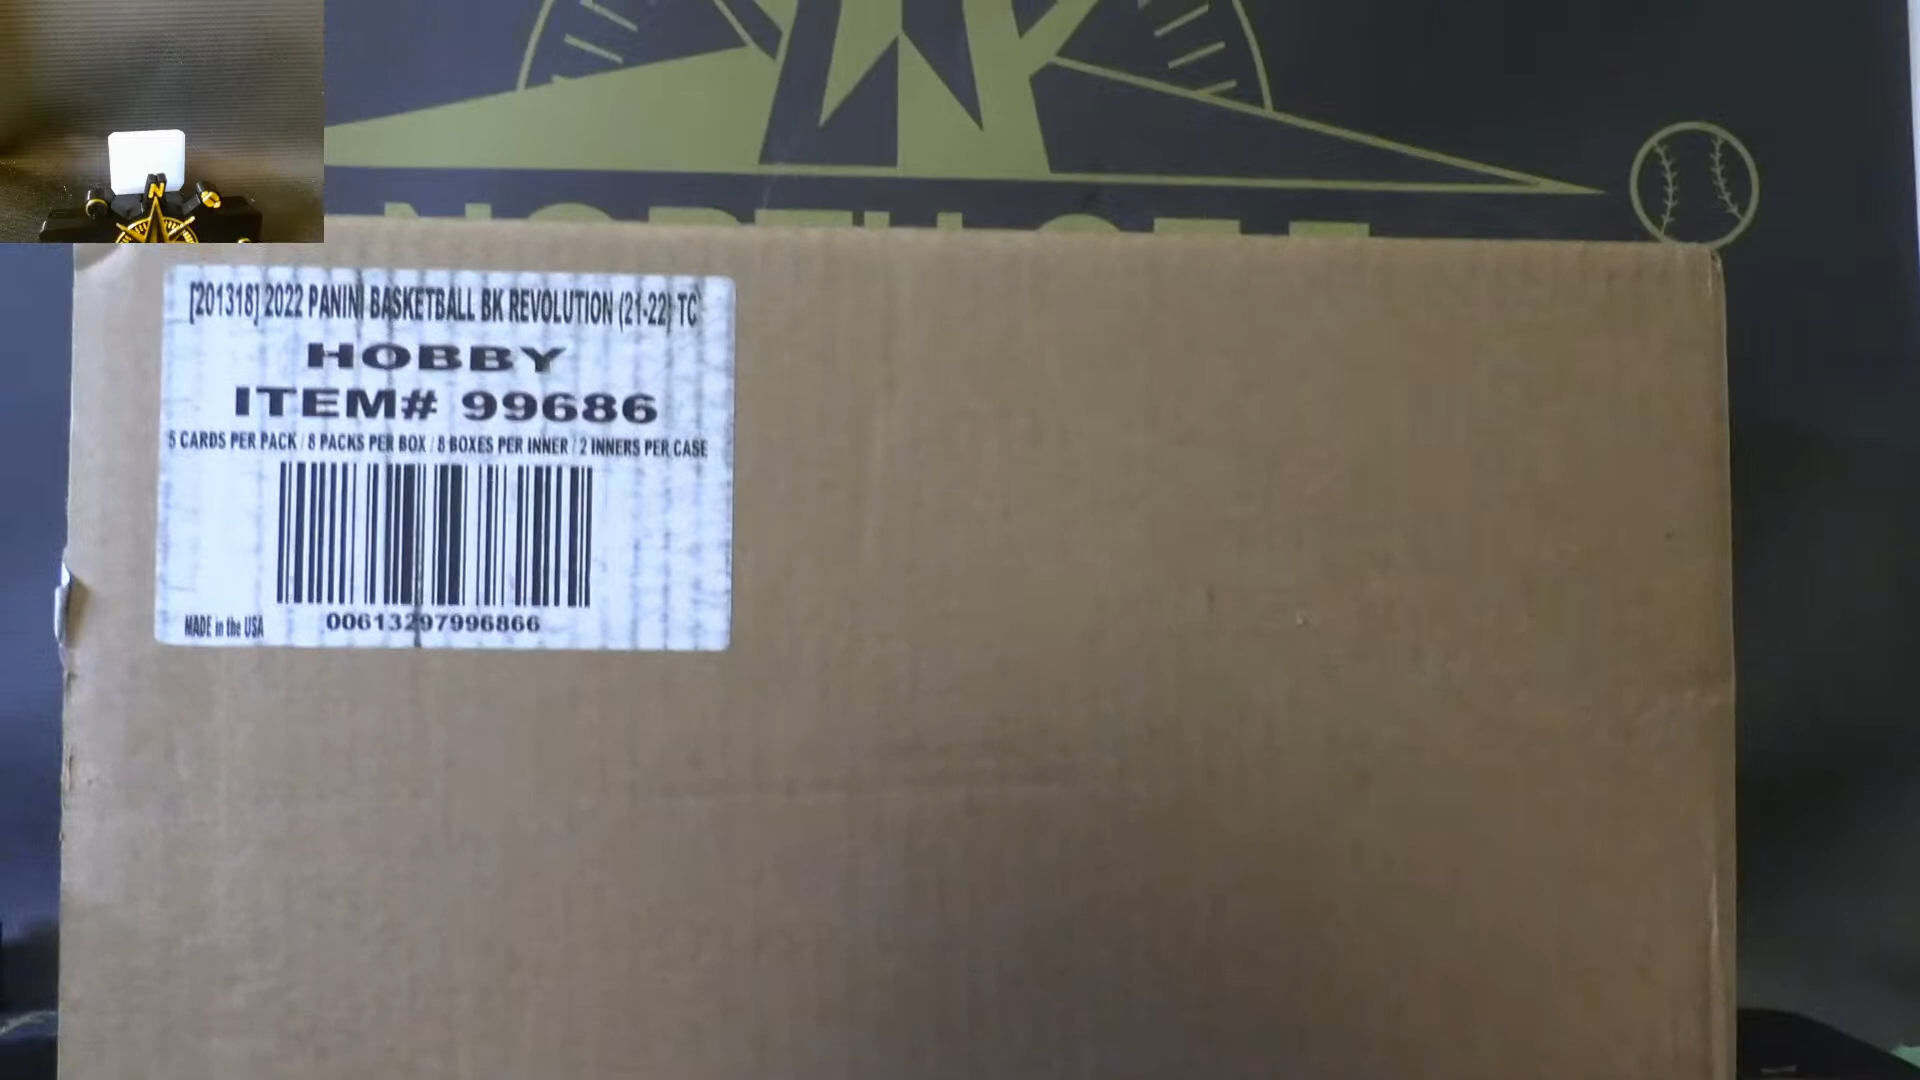 N
[201318] 2022 PANINI BASKETBALL BK REVOLUTION (21-22) TC
HOBBY
ITEM# 99686
5 CARDS PER PACK / 8 PACKS PER BOX / 8 BOXES PER INNER / 2 INNERS PER CASE
MADE in the USA
00613297996866